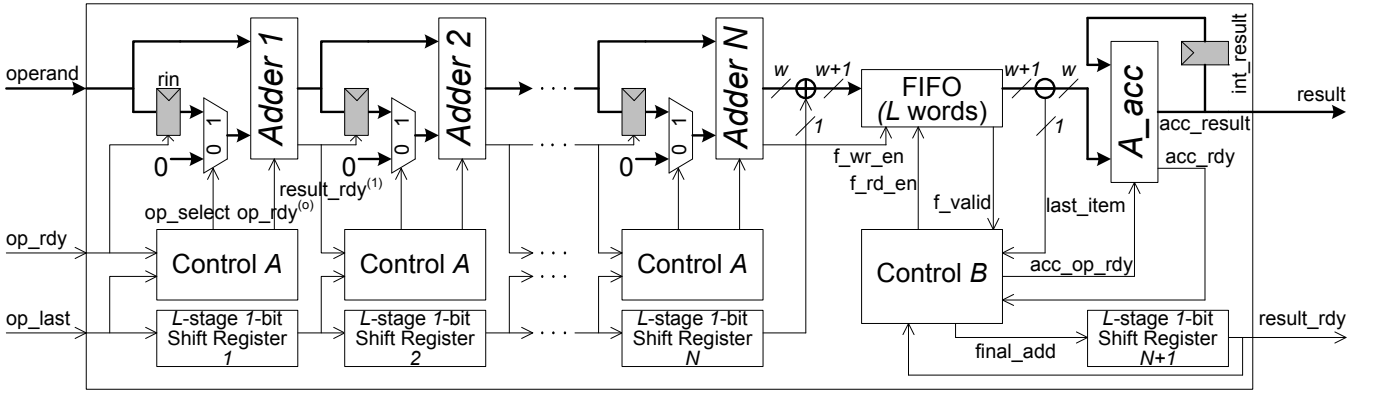 operand
rin
0
1
0
Adder 1
0
1
0
Adder 2
· · ·
0
1
0
Adder N
w
w+1
1
FIFO
(L words)
w+1
w
1
A_acc
int_result
result
acc_result
acc_rdy
f_wr_en
f_rd_en
f_valid
last_item
result_rdy(1)
op_select op_rdy(o)
op_rdy
Control A
Control A
· · ·
Control A
Control B
acc_op_rdy
op_last
L-stage 1-bit
Shift Register
1
L-stage 1-bit
Shift Register
2
· · ·
L-stage 1-bit
Shift Register
N
final_add
L-stage 1-bit
Shift Register
N+1
result_rdy